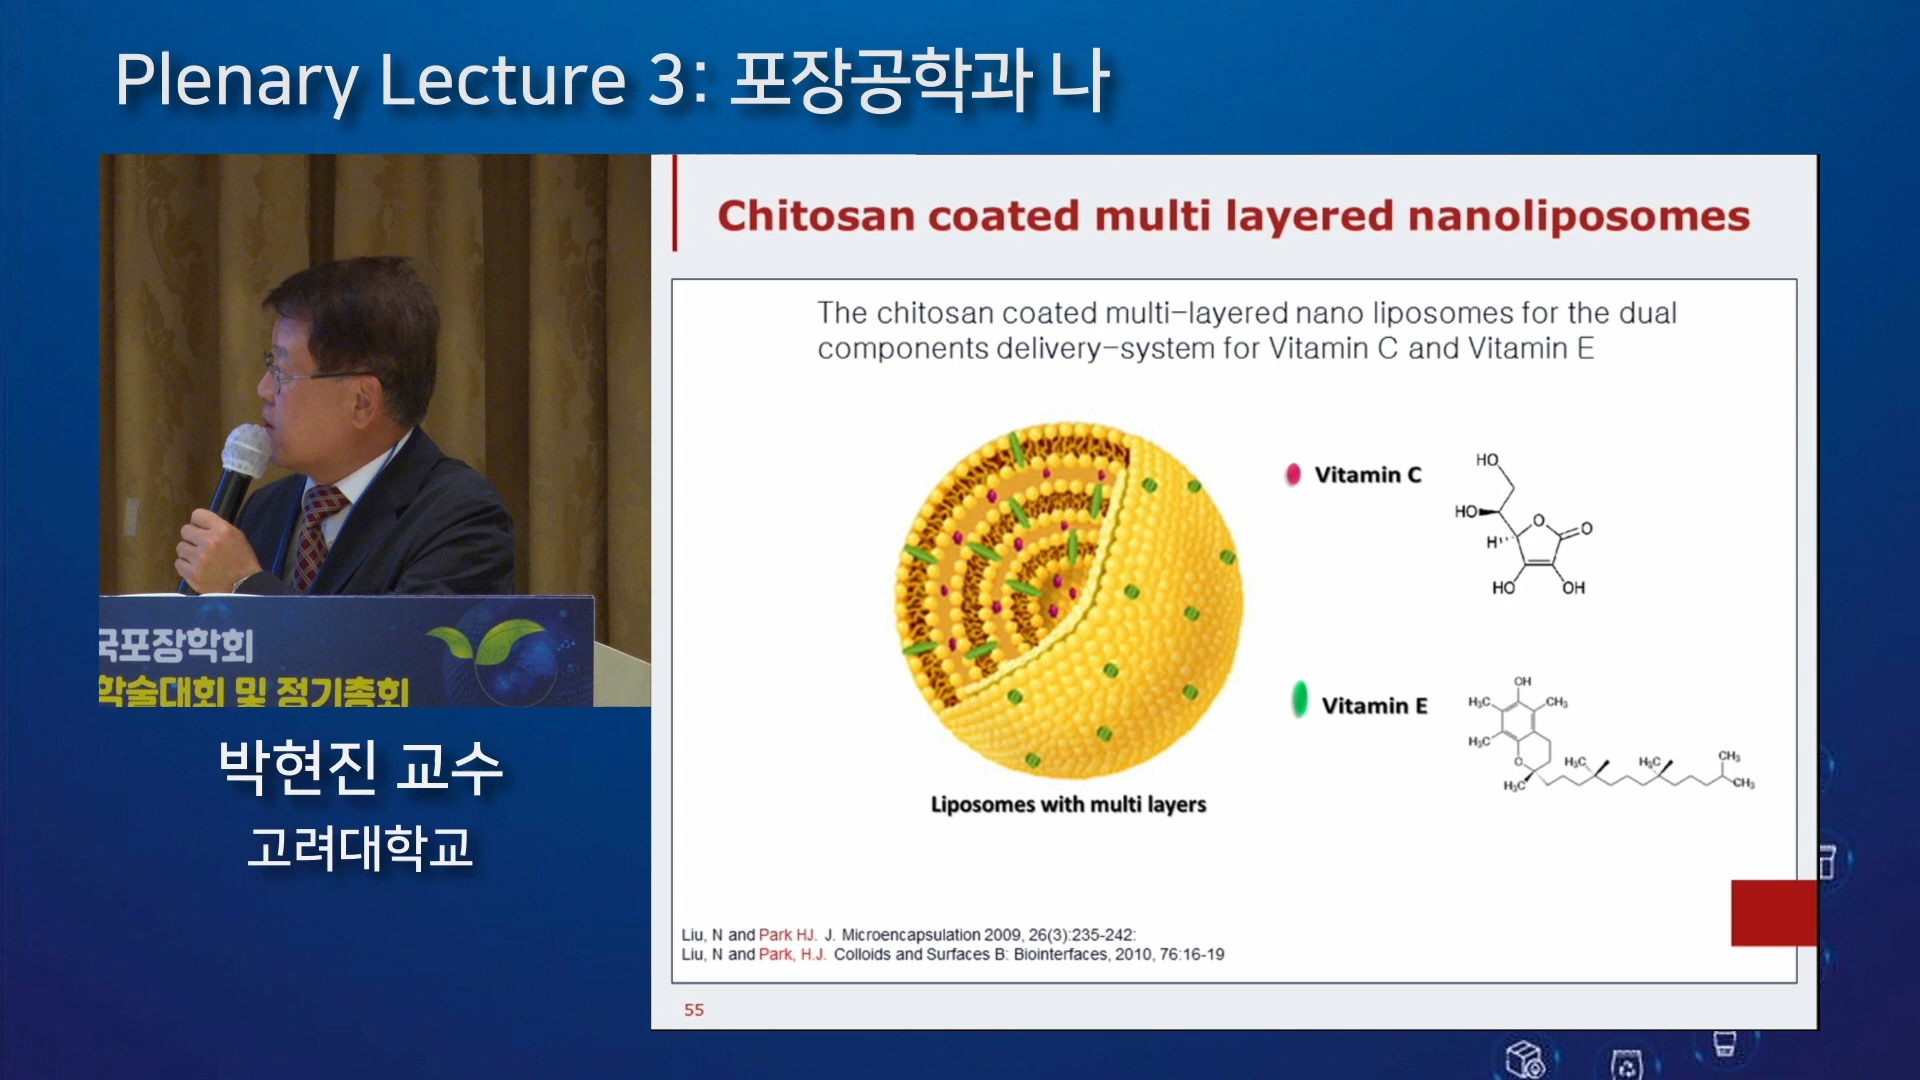 Plenary Lecture 3: 포장공학과 나
국포장학회
학술대회 및 정기총회
박현진 교수
고려대학교
Chitosan coated multi layered nanoliposomes
The chitosan coated multi-layered nano liposomes for the dual
components delivery-system for Vitamin C and Vitamin E
Vitamin C
HO
HO
O
O
H
HO
OH
Vitamin E
OH
H₃C
CH₃
H₃C
O
H₃C
H₃C
H₃C
CH₃
CH₃
Liposomes with multi layers
Liu, N and Park HJ. J. Microencapsulation 2009, 26(3):235-242:
Liu, N and Park, H.J. Colloids and Surfaces B: Biointerfaces, 2010, 76:16-19
55